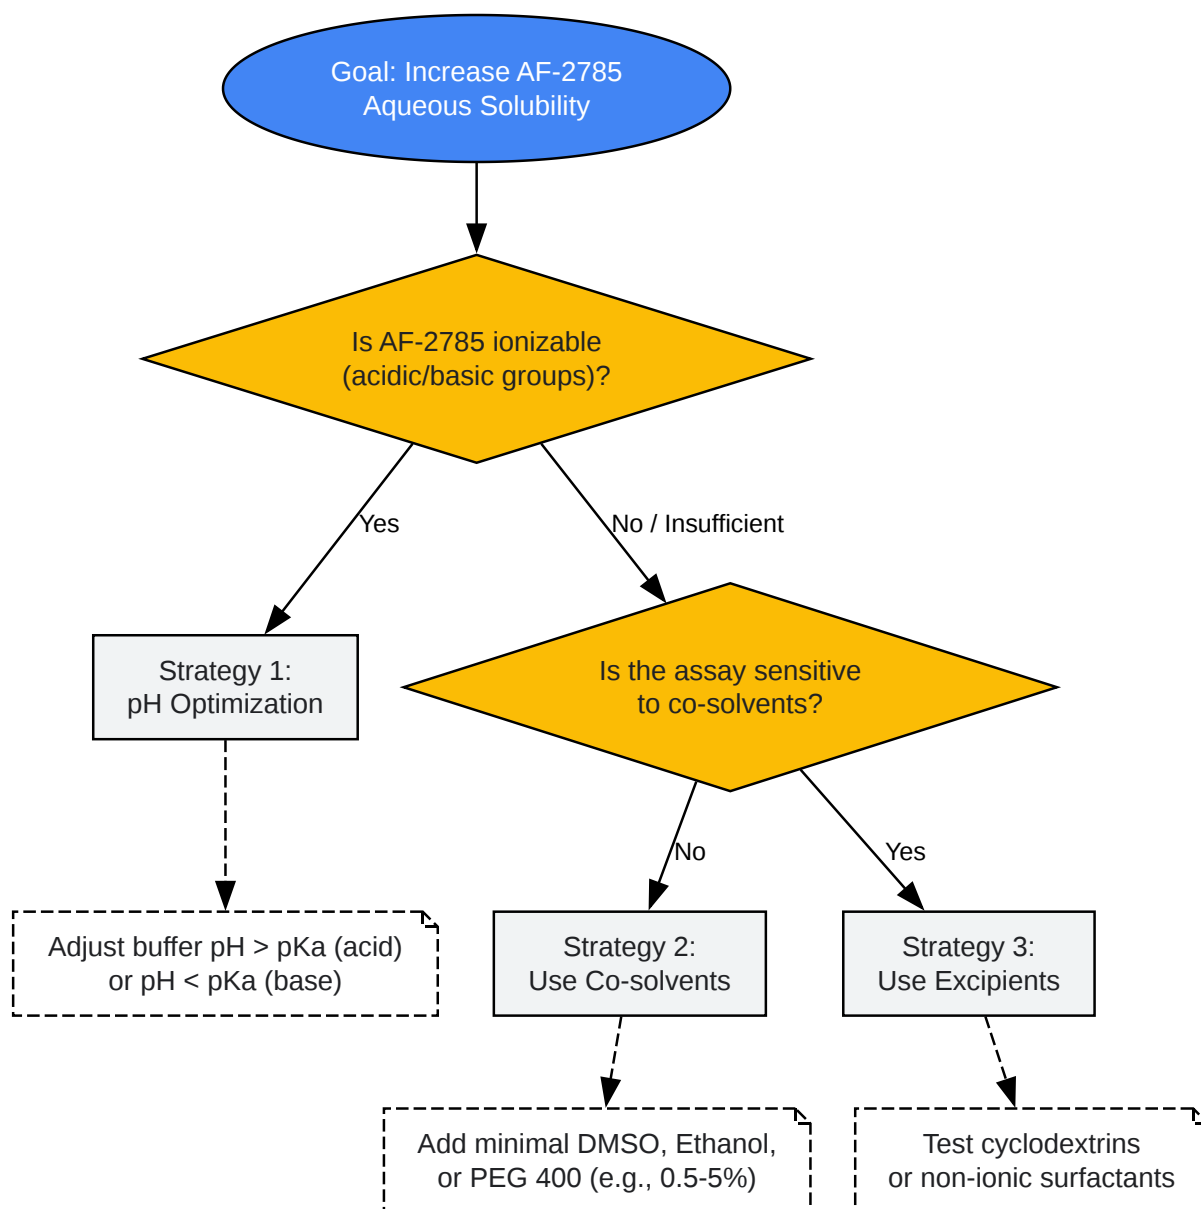 Goal: Increase AF-2785
Aqueous Solubility
Is AF-2785 ionizable
(acidic/basic groups)?
Yes
No / Insufficient
Strategy 1:
pH Optimization
Is the assay sensitive
to co-solvents?
No
Yes
Adjust buffer pH > pKa (acid)
or pH < pKa (base)
Strategy 2:
Use Co-solvents
Strategy 3:
Use Excipients
Add minimal DMSO, Ethanol,
or PEG 400 (e.g., 0.5-5%)
Test cyclodextrins
or non-ionic surfactants